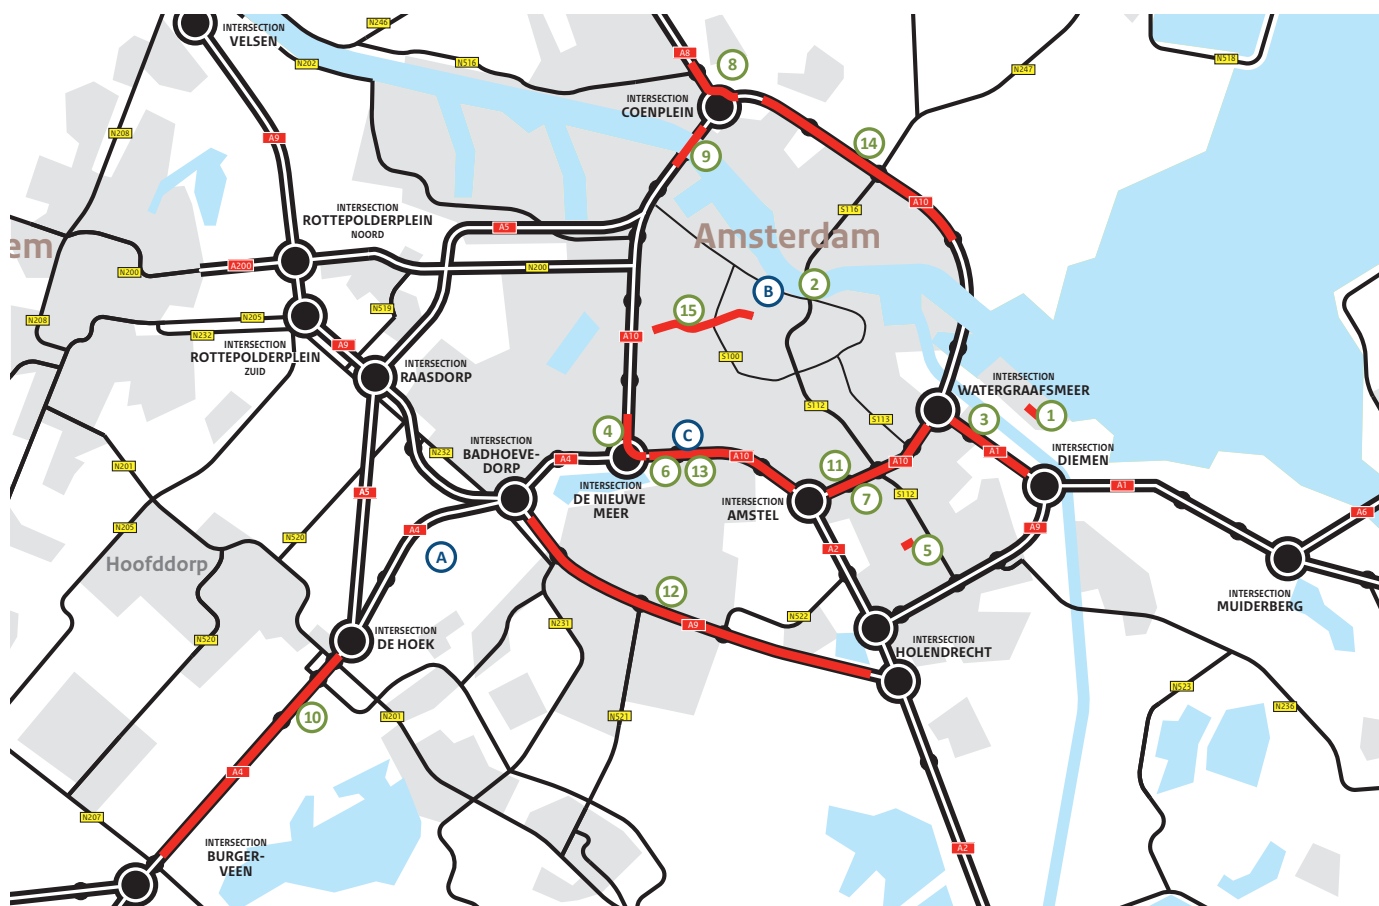 N246
INTERSECTION
VELSEN
A8
8
N202
N516
N247
N518
INTERSECTION
COENPLEIN
N208
A9
9
14
INTERSECTION
ROTTEPOLDERPLEIN
NOORD
A10
S116
A5
Amsterdam
em
N200
A200
N200
2
B
N519
15
N208
N205
N232
A9
A10
INTERSECTION
ROTTEPOLDERPLEIN
ZUID
S100
INTERSECTION
RAASDORP
INTERSECTION
WATERGRAAFSMEER
S112
S113
3
1
4
C
INTERSECTION
BADHOEVE-
DORP
N232
A4
A10
A10
A1
INTERSECTION
DIEMEN
N201
6
13
11
7
A5
INTERSECTION
DE NIEUWE
MEER
INTERSECTION
AMSTEL
S112
A1
A6
N205
N520
A4
A9
A
A2
5
Hoofddorp
12
INTERSECTION
MUIDERBERG
N231
N522
A9
N520
INTERSECTION
DE HOEK
INTERSECTION
HOLENDRECHT
N523
N236
10
N201
N521
A4
N207
INTERSECTION
BURGER-
VEEN
A2